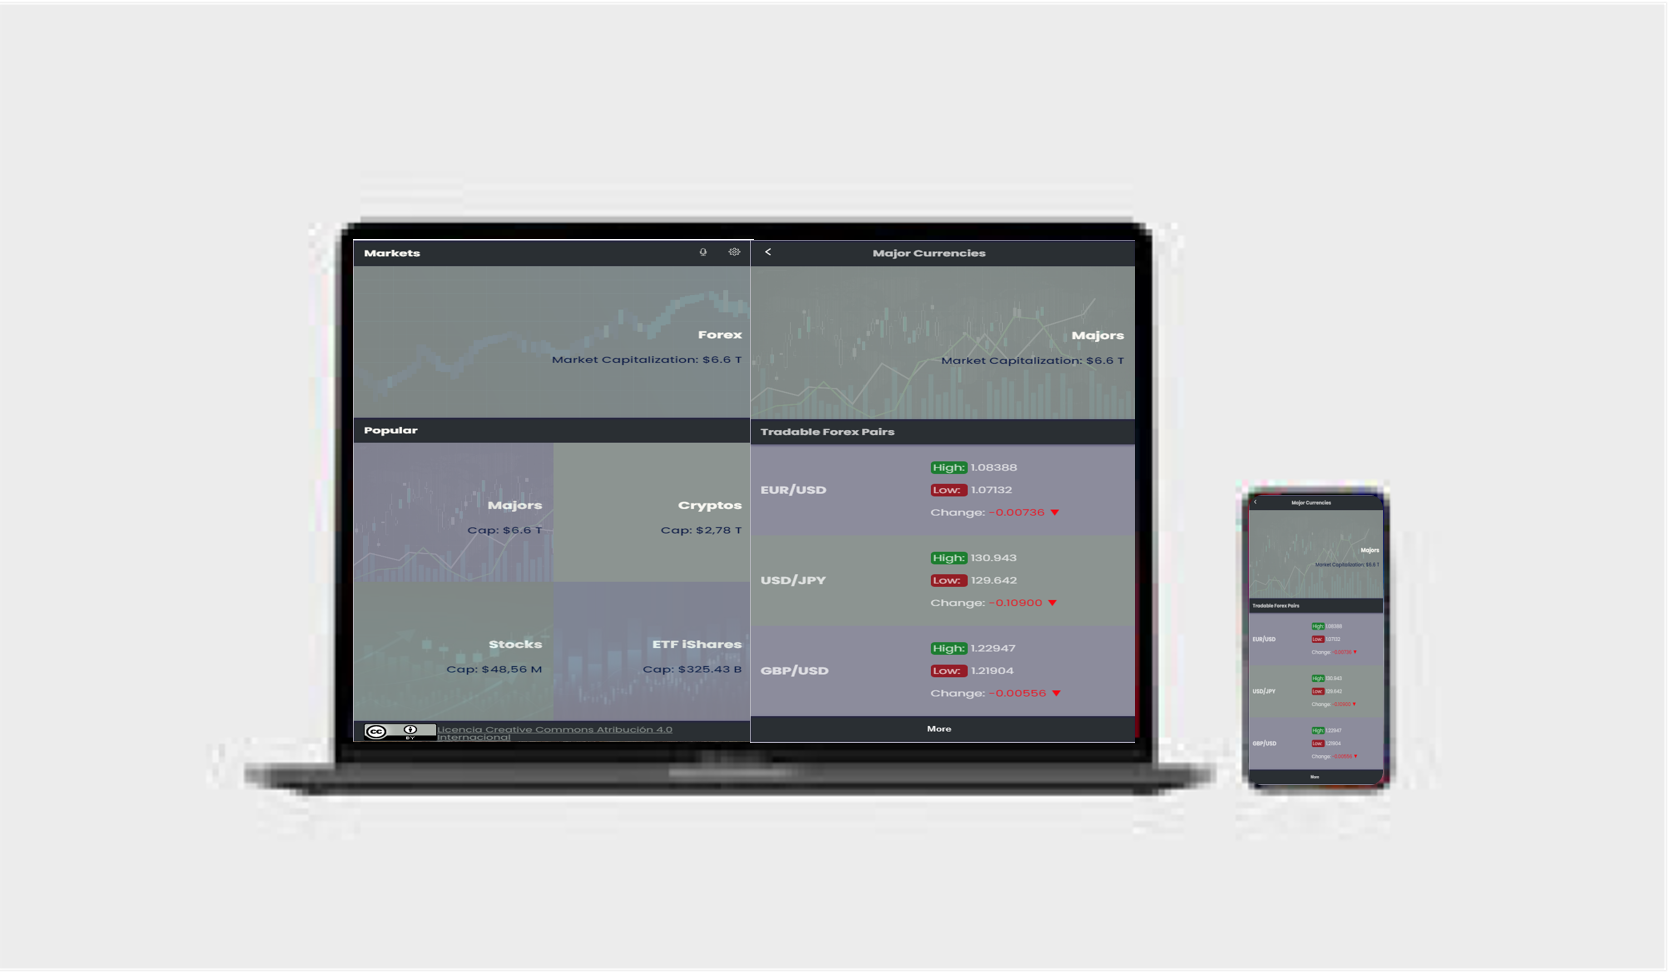 Markets
Forex
Market Capitalization: $6.6 T
Popular
Majors
Cap: $6.6 T
Cryptos
Cap: $2,78 T
Stocks
Cap: $48,56 M
ETF iShares
Cap: $325.43 B
cc
BY
Licencia Creative Commons Atribución 4.0
Internacional
<
Major Currencies
Majors
Market Capitalization: $6.6 T
Tradable Forex Pairs
EUR/USD
High: 1.08388
Low: 1.07132
Change: -0.00736 ▼
USD/JPY
High: 130.943
Low: 129.642
Change: -0.10900 ▼
GBP/USD
High: 1.22947
Low: 1.21904
Change: -0.00556 ▼
More
<
Major Currencies
Majors
Market Capitalization: $6.6 T
Tradable Forex Pairs
EUR/USD
High: 1.08388
Low: 1.07132
Change: -0.00736 ▼
USD/JPY
High: 130.943
Low: 129.642
Change: -0.10900 ▼
GBP/USD
High: 1.22947
Low: 1.21904
Change: -0.00556 ▼
More